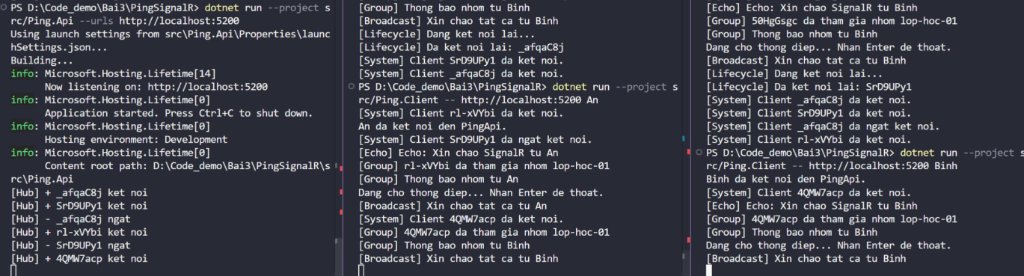 PS D:\Code_demo\Bai3\PingSignalR> dotnet run --project s
rc/Ping.Api --urls http://localhost:5200
Using launch settings from src\Ping.Api\Properties\launc
hSettings.json...
Building...
info: Microsoft.Hosting.Lifetime[14]
Now listening on: http://localhost:5200
info: Microsoft.Hosting.Lifetime[0]
Application started. Press Ctrl+C to shut down.
info: Microsoft.Hosting.Lifetime[0]
Hosting environment: Development
info: Microsoft.Hosting.Lifetime[0]
Content root path: D:\Code_demo\Bai3\PingSignalR\s
rc\Ping.Api
[Hub] + _afqaC8j ket noi
[Hub] + SrD9UPy1 ket noi
[Hub] - _afqaC8j ngat
[Hub] + rl-xVYbi ket noi
[Hub] - SrD9UPy1 ngat
[Hub] + 4QMW7acp ket noi
[Group] Thong bao nhom tu Binh
[Broadcast] Xin chao tat ca tu Binh
[Lifecycle] Dang ket noi lai...
[Lifecycle] Da ket noi lai: _afqaC8j
[System] Client SrD9UPy1 da ket noi.
[System] Client _afqaC8j da ket noi.
PS D:\Code_demo\Bai3\PingSignalR> dotnet run --project s
rc/Ping.Client -- http://localhost:5200 An
[System] Client rl-xVYbi da ket noi.
An da ket noi den PingApi.
[System] Client SrD9UPy1 da ngat ket noi.
[Echo] Echo: Xin chao SignalR tu An
[Group] rl-xVYbi da tham gia nhom lop-hoc-01
[Group] Thong bao nhom tu An
Dang cho thong diep... Nhan Enter de thoat.
[Broadcast] Xin chao tat ca tu An
[System] Client 4QMW7acp da ket noi.
[Group] 4QMW7acp da tham gia nhom lop-hoc-01
[Group] Thong bao nhom tu Binh
[Broadcast] Xin chao tat ca tu Binh
[Echo] Echo: Xin chao SignalR tu Binh
[Group] 50HgGsgc da tham gia nhom lop-hoc-01
[Group] Thong bao nhom tu Binh
Dang cho thong diep... Nhan Enter de thoat.
[Broadcast] Xin chao tat ca tu Binh
[Lifecycle] Dang ket noi lai...
[Lifecycle] Da ket noi lai: SrD9UPy1
[System] Client _afqaC8j da ket noi.
[System] Client SrD9UPy1 da ket noi.
[System] Client _afqaC8j da ngat ket noi.
[System] Client rl-xVYbi da ket noi.
PS D:\Code_demo\Bai3\PingSignalR> dotnet run --project s
rc/Ping.Client -- http://localhost:5200 Binh
Binh da ket noi den PingApi.
[System] Client 4QMW7acp da ket noi.
[Echo] Echo: Xin chao SignalR tu Binh
[Group] 4QMW7acp da tham gia nhom lop-hoc-01
[Group] Thong bao nhom tu Binh
Dang cho thong diep... Nhan Enter de thoat.
[Broadcast] Xin chao tat ca tu Binh